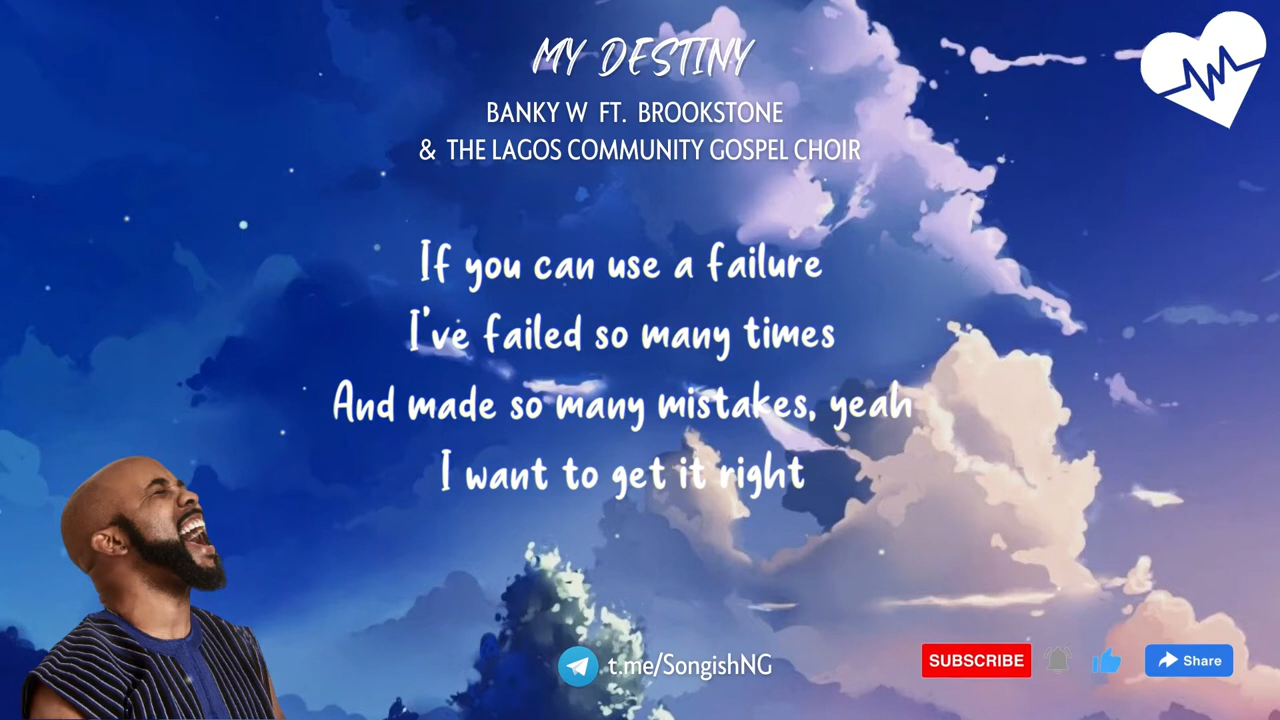 MY DESTINY
BANKY W FT. BROOKSTONE
& THE LAGOS COMMUNITY GOSPEL CHOIR
If you can use a failure
I've failed so many times
And made so many mistakes, yeah
I want to get it right
t.me/SongishNG
SUBSCRIBE
Share